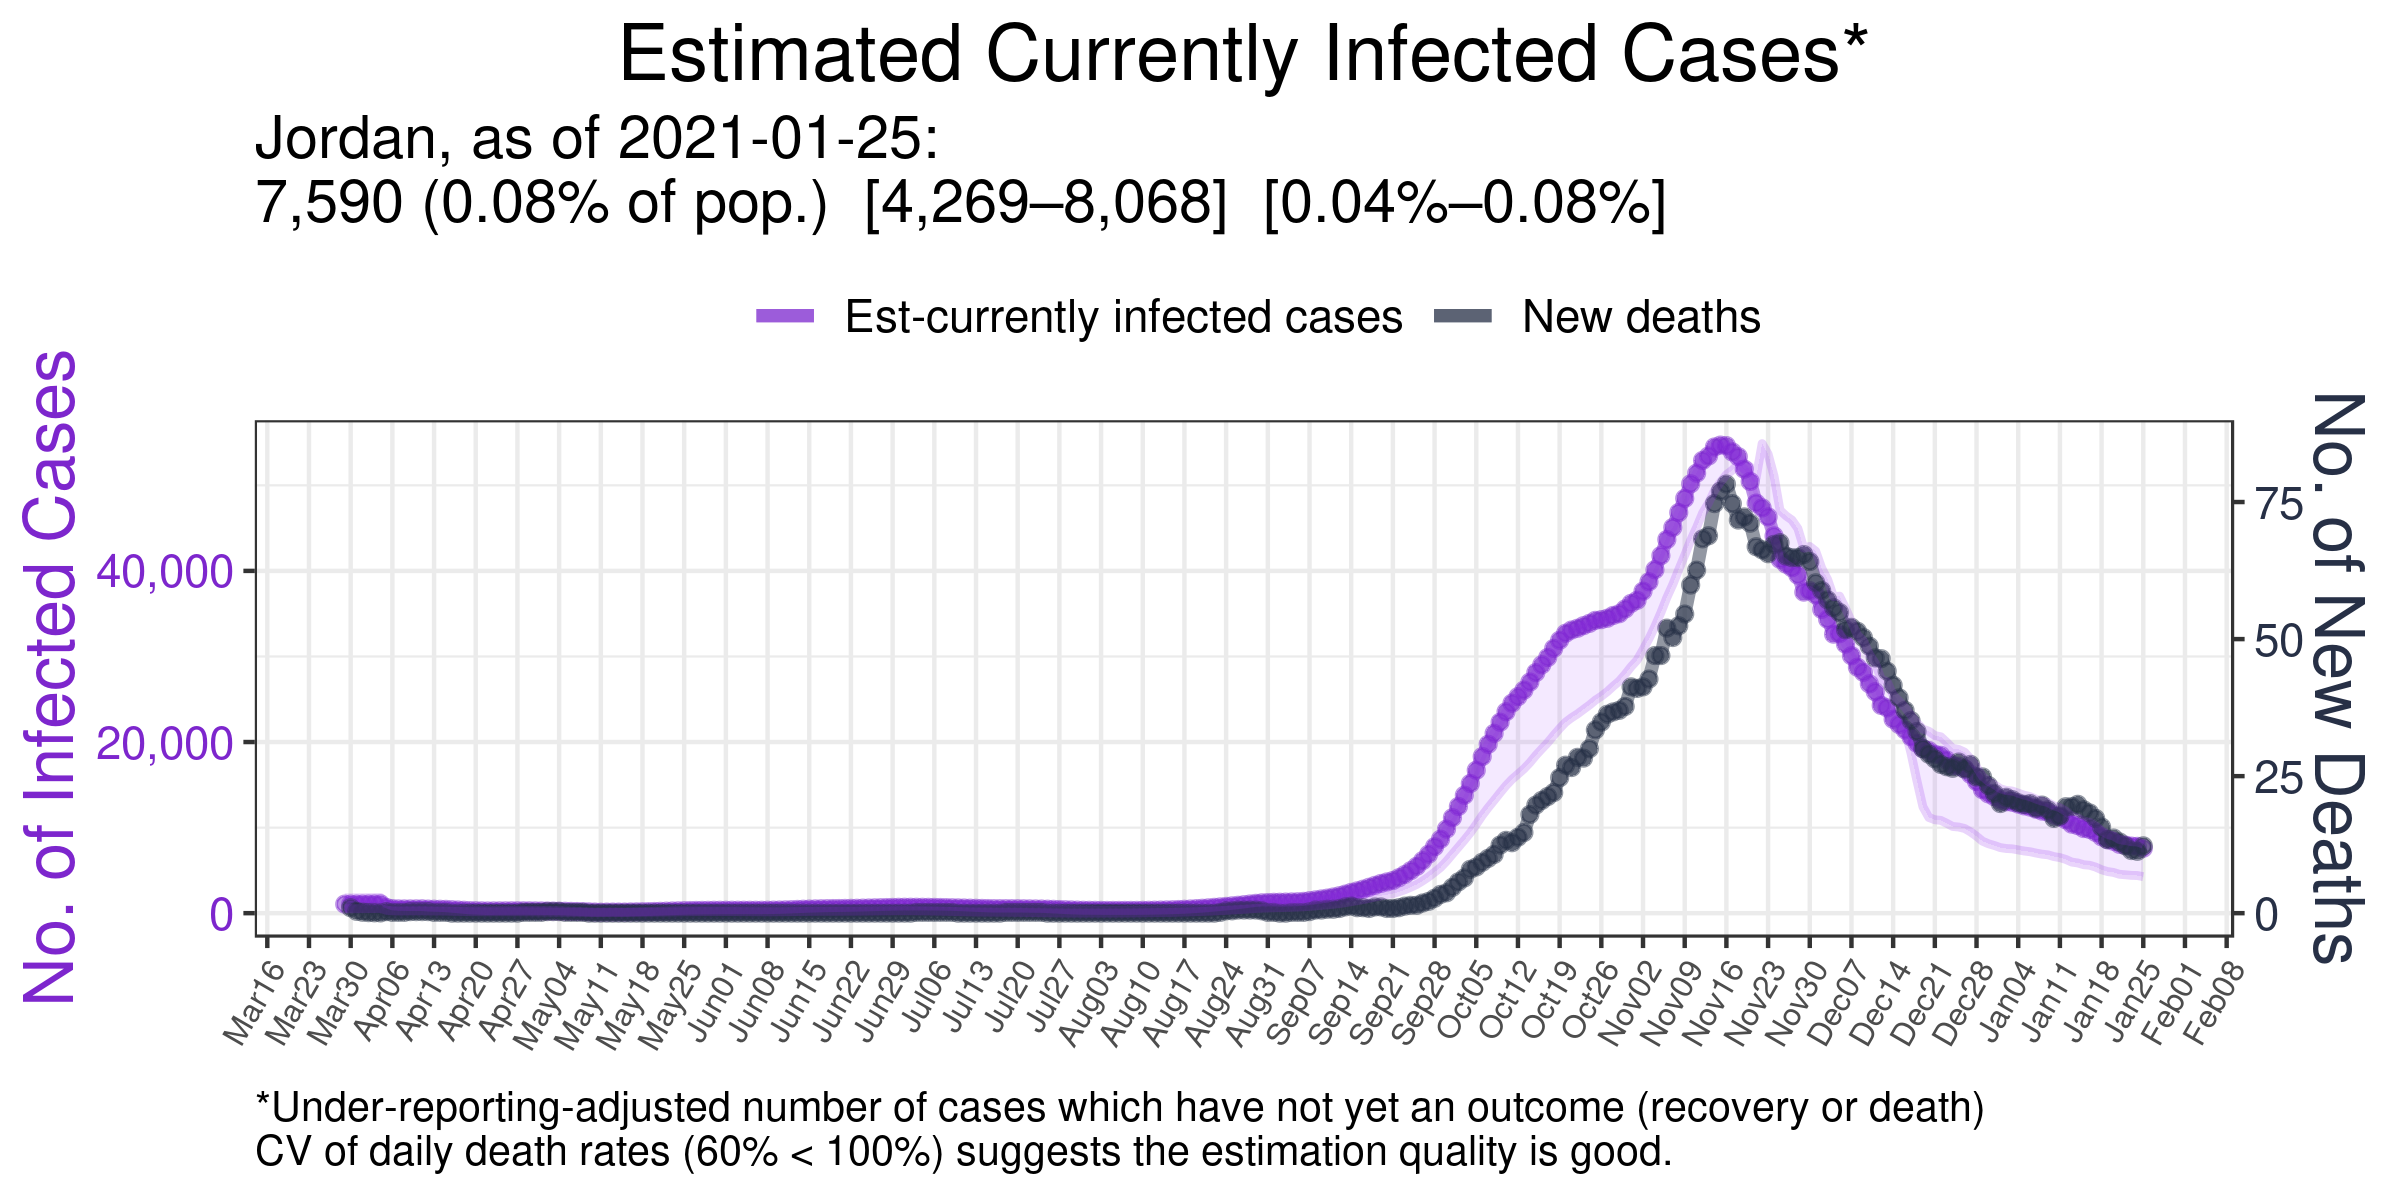 Estimated Currently Infected Cases*
Jordan, as of 2021-01-25:
7,590 (0.08% of pop.)  [4,269–8,068]  [0.04%–0.08%]
Est-currently infected cases
New deaths
No. of Infected Cases
40,000
20,000
0
75
50
25
0
No. of New Deaths
Mar16
Mar23
Mar30
Apr06
Apr13
Apr20
Apr27
May04
May11
May18
May25
Jun01
Jun08
Jun15
Jun22
Jun29
Jul06
Jul13
Jul20
Jul27
Aug03
Aug10
Aug17
Aug24
Aug31
Sep07
Sep14
Sep21
Sep28
Oct05
Oct12
Oct19
Oct26
Nov02
Nov09
Nov16
Nov23
Nov30
Dec07
Dec14
Dec21
Dec28
Jan04
Jan11
Jan18
Jan25
Feb01
Feb08
*Under-reporting-adjusted number of cases which have not yet an outcome (recovery or death)
CV of daily death rates (60% < 100%) suggests the estimation quality is good.